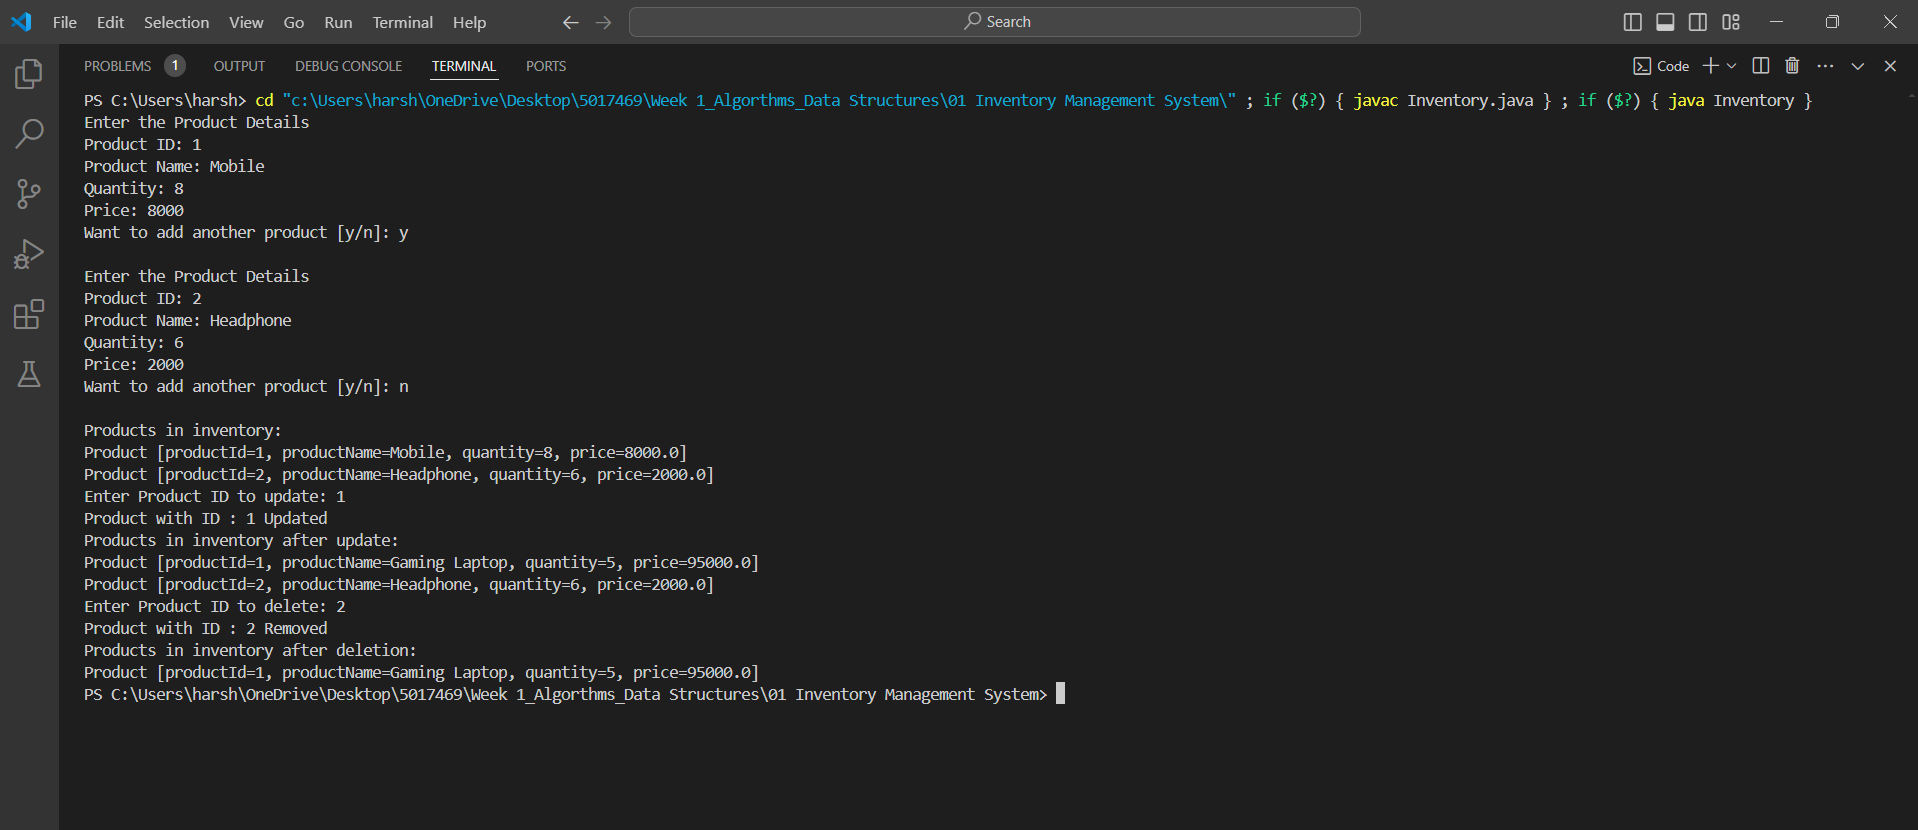 File Edit Selection View Go Run Terminal Help Search
PROBLEMS 1 OUTPUT DEBUG CONSOLE TERMINAL PORTS Code
PS C:\Users\harsh> cd "c:\Users\harsh\OneDrive\Desktop\5017469\Week 1_Algorthms_Data Structures\01 Inventory Management System\" ; if ($?) { javac Inventory.java } ; if ($?) { java Inventory }
Enter the Product Details
Product ID: 1
Product Name: Mobile
Quantity: 8
Price: 8000
Want to add another product [y/n]: y
Enter the Product Details
Product ID: 2
Product Name: Headphone
Quantity: 6
Price: 2000
Want to add another product [y/n]: n
Products in inventory:
Product [productId=1, productName=Mobile, quantity=8, price=8000.0]
Product [productId=2, productName=Headphone, quantity=6, price=2000.0]
Enter Product ID to update: 1
Product with ID : 1 Updated
Products in inventory after update:
Product [productId=1, productName=Gaming Laptop, quantity=5, price=95000.0]
Product [productId=2, productName=Headphone, quantity=6, price=2000.0]
Enter Product ID to delete: 2
Product with ID : 2 Removed
Products in inventory after deletion:
Product [productId=1, productName=Gaming Laptop, quantity=5, price=95000.0]
PS C:\Users\harsh\OneDrive\Desktop\5017469\Week 1_Algorthms_Data Structures\01 Inventory Management System>